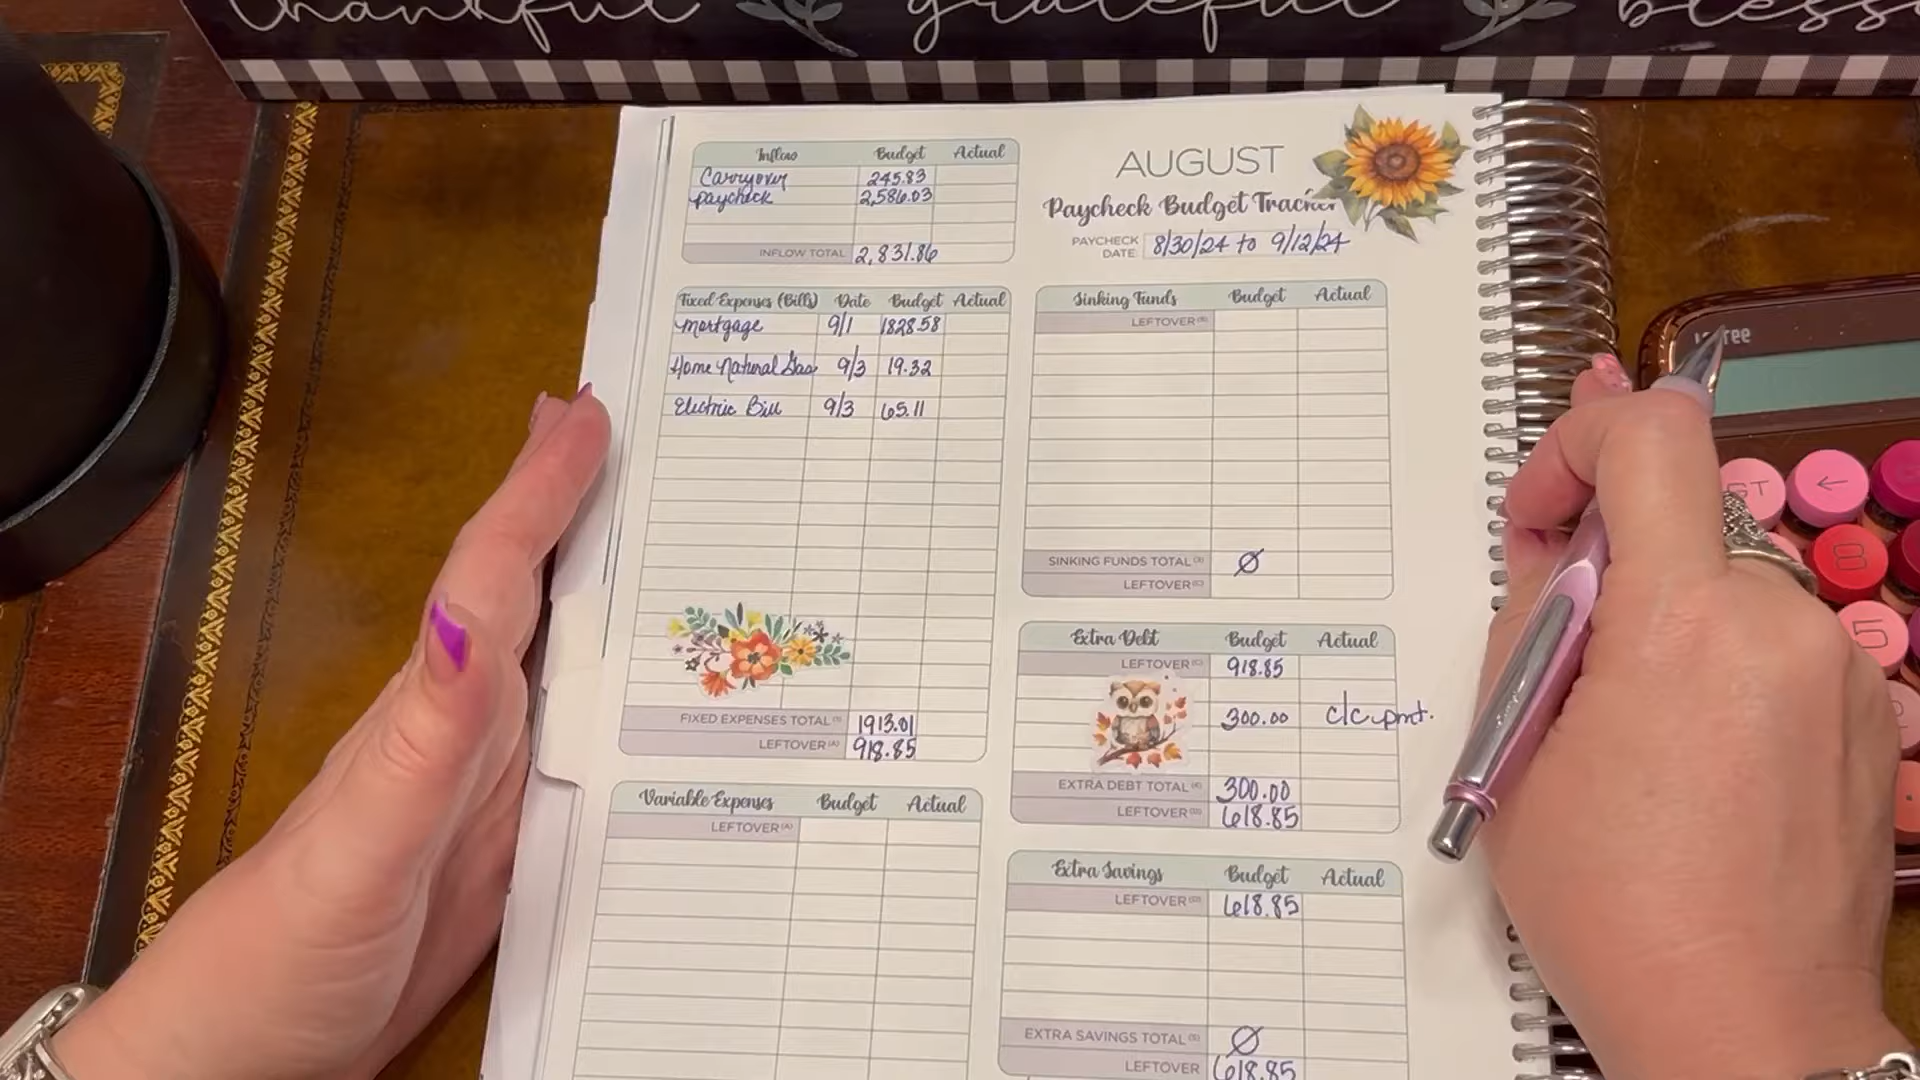 thankful grateful
Inflow Budget Actual
Carryover 245.83
paycheck 2,586.03
INFLOW TOTAL 2,831.86
AUGUST
Paycheck Budget Tracker
PAYCHECK DATE 8/30/24 to 9/12/24
Fixed Expenses (Bills) Date Budget Actual
mortgage 9/1 1828.58
Home Natural Gas 9/3 19.32
Electric Bill 9/3 65.11
FIXED EXPENSES TOTAL 1913.01
LEFTOVER (A) 918.85
Variable Expenses Budget Actual
LEFTOVER (A)
Sinking Funds Budget Actual
LEFTOVER (B)
SINKING FUNDS TOTAL Ø
LEFTOVER (C)
Extra Debt Budget Actual
LEFTOVER (C) 918.85
300.00 c/c pmt.
EXTRA DEBT TOTAL 300.00
LEFTOVER (D) 618.85
Extra Savings Budget Actual
LEFTOVER (D) 618.85
EXTRA SAVINGS TOTAL Ø
LEFTOVER 618.85
GT ←
8
5